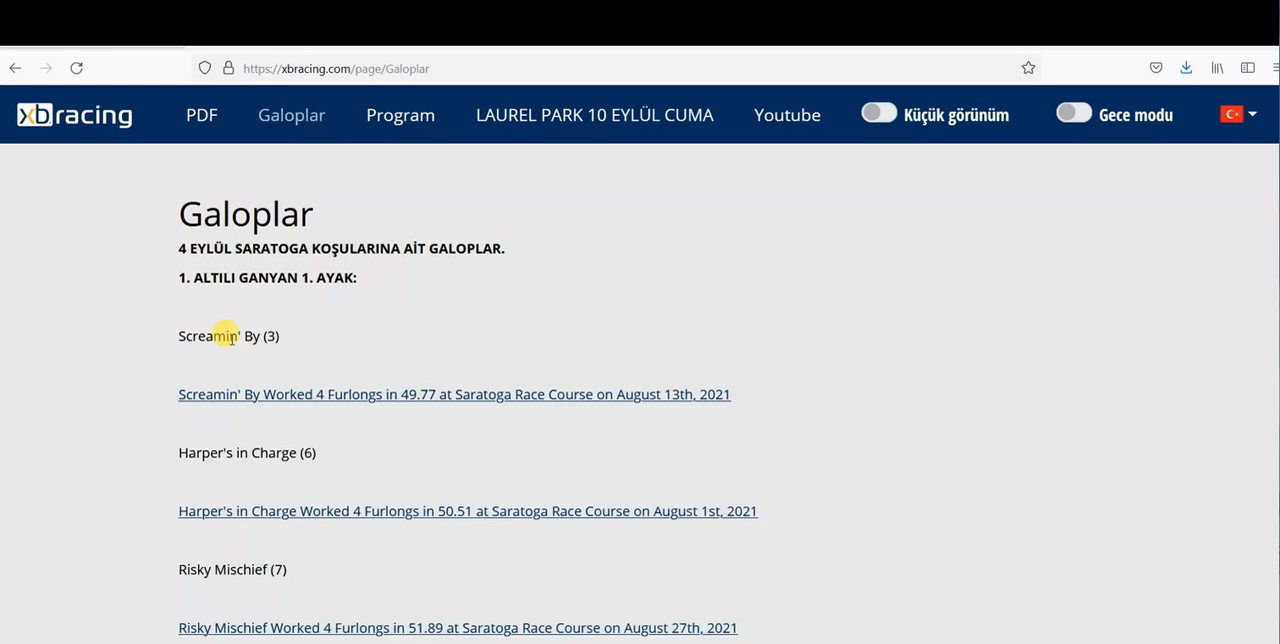 https://xbracing.com/page/Galoplar
xbracing PDF Galoplar Program LAUREL PARK 10 EYLÜL CUMA Youtube Küçük görünüm Gece modu
Galoplar
4 EYLÜL SARATOGA KOŞULARINA AİT GALOPLAR.
1. ALTILI GANYAN 1. AYAK:
Screamin' By (3)
Screamin' By Worked 4 Furlongs in 49.77 at Saratoga Race Course on August 13th, 2021
Harper's in Charge (6)
Harper's in Charge Worked 4 Furlongs in 50.51 at Saratoga Race Course on August 1st, 2021
Risky Mischief (7)
Risky Mischief Worked 4 Furlongs in 51.89 at Saratoga Race Course on August 27th, 2021